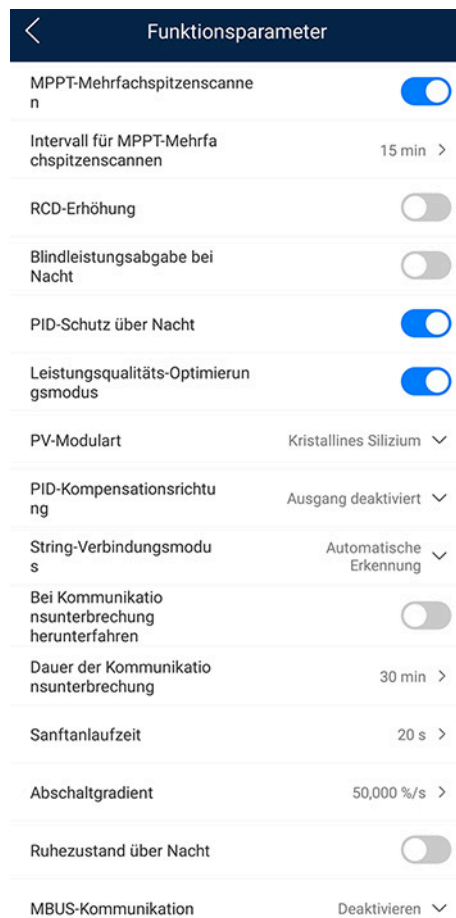 Funktionsparameter
MPPT-Mehrfachspitzenscanne
n
Intervall für MPPT-Mehrfa
chspitzenscannen
15 min
RCD-Erhöhung
Blindleistungsabgabe bei
Nacht
PID-Schutz über Nacht
Leistungsqualitäts-Optimierun
gsmodus
PV-Modulart
Kristallines Silizium
PID-Kompensationsrichtu
ng
Ausgang deaktiviert
String-Verbindungsmodu
s
Automatische
Erkennung
Bei Kommunikatio
nsunterbrechung
herunterfahren
Dauer der Kommunikatio
nsunterbrechung
30 min
Sanftanlaufzeit
20 s
Abschaltgradient
50,000 %/s
Ruhezustand über Nacht
MBUS-Kommunikation
Deaktivieren